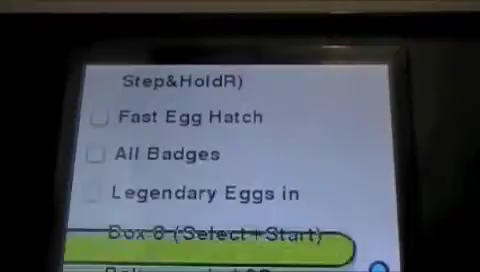 Step&HoldR)
Fast Egg Hatch
All Badges
Legendary Eggs in
Box 8 (Select+Start)